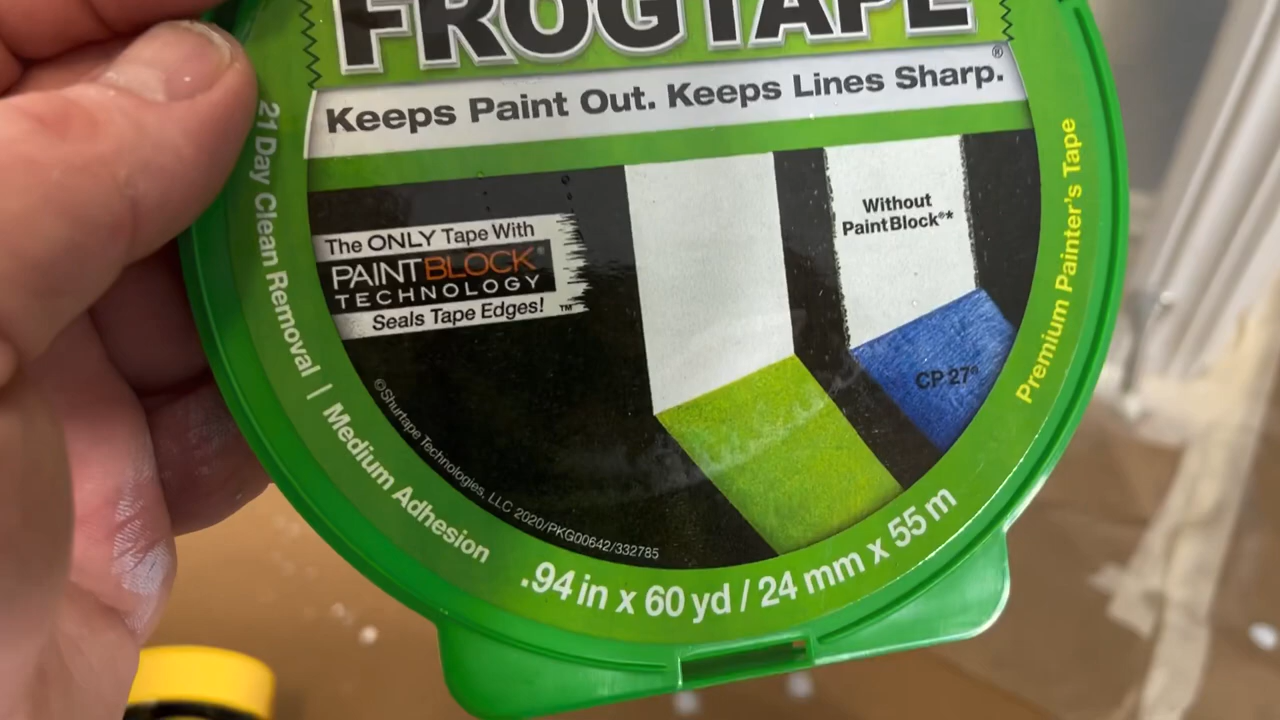 FROGTAPE
Keeps Paint Out. Keeps Lines Sharp.®
21 Day Clean Removal | Medium Adhesion
Premium Painter's Tape
The ONLY Tape With
PAINTBLOCK®
TECHNOLOGY
Seals Tape Edges! ™
Without
PaintBlock®*
CP 27®
©Shurtape Technologies, LLC 2020/PKG00642/332785
.94 in x 60 yd / 24 mm x 55 m